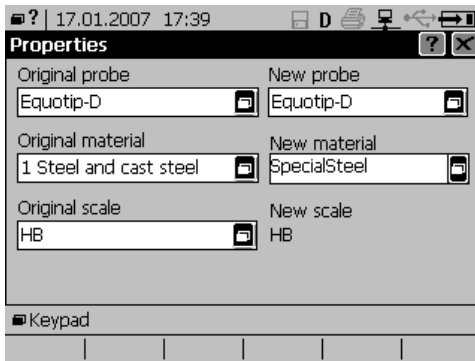 ? 17.01.2007 17:39 D
Properties ? X
Original probe New probe
Equotip-D Equotip-D
Original material New material
1 Steel and cast steel SpecialSteel
Original scale New scale
HB HB
Keypad